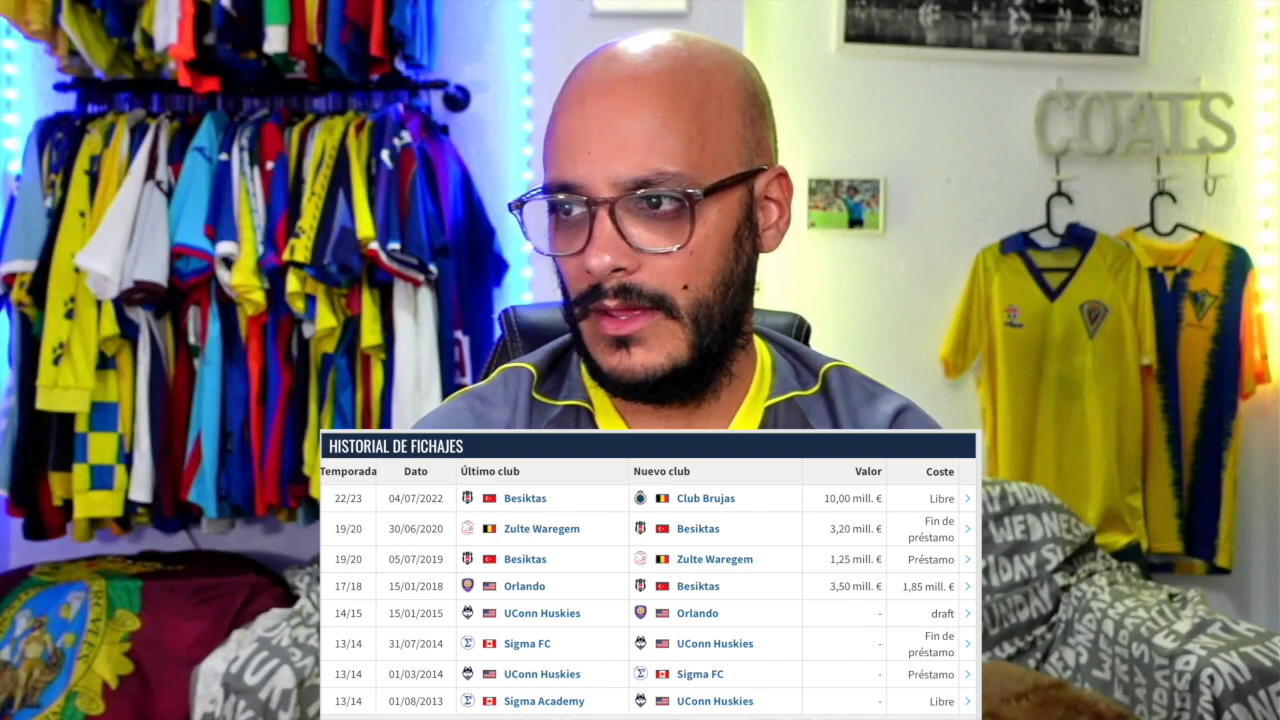 COATS
HISTORIAL DE FICHAJES
Temporada Dato Último club Nuevo club Valor Coste
22/23 04/07/2022 Besiktas Club Brujas 10,00 mill. € Libre
19/20 30/06/2020 Zulte Waregem Besiktas 3,20 mill. € Fin de préstamo
19/20 05/07/2019 Besiktas Zulte Waregem 1,25 mill. € Préstamo
17/18 15/01/2018 Orlando Besiktas 3,50 mill. € 1,85 mill. €
14/15 15/01/2015 UConn Huskies Orlando - draft
13/14 31/07/2014 Sigma FC UConn Huskies - Fin de préstamo
13/14 01/03/2014 UConn Huskies Sigma FC - Préstamo
13/14 01/08/2013 Sigma Academy UConn Huskies - Libre
WEDNES